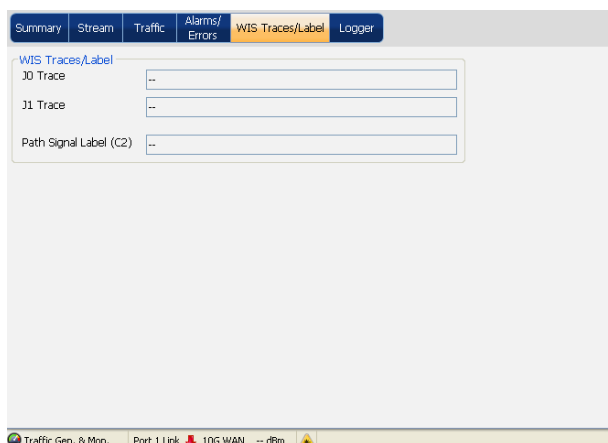 Summary Stream Traffic Alarms/ Errors WIS Traces/Label Logger
WIS Traces/Label
J0 Trace --
J1 Trace --
Path Signal Label (C2) --
Traffic Gen. & Mon. Port 1 Link 10G WAN -- dBm